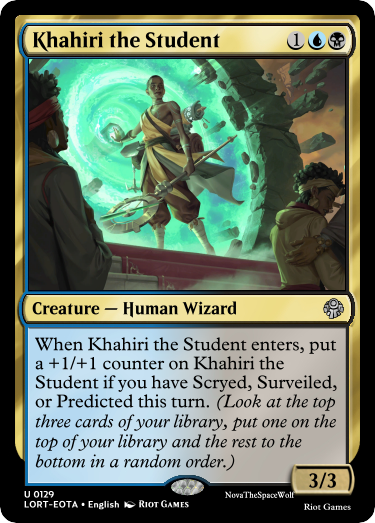 Khahiri the Student 1
Creature — Human Wizard
When Khahiri the Student enters, put
a +1/+1 counter on Khahiri the
Student if you have Scryed, Surveiled,
or Predicted this turn. (Look at the top
three cards of your library, put one on the
top of your library and the rest to the
bottom in a random order.)
3/3
U 0129
LORT-EOTA • English RIOT GAMES
NovaTheSpaceWolf
Riot Games